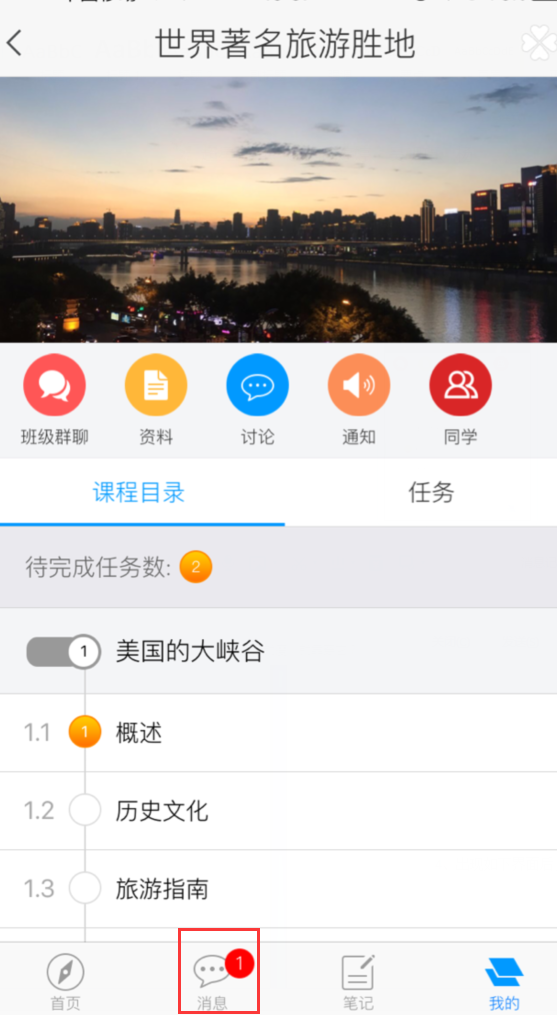 世界著名旅游胜地
班级群聊 资料 讨论 通知 同学
课程目录 任务
待完成任务数: 2
1 美国的大峡谷
1.1 1 概述
1.2 历史文化
1.3 旅游指南
1
首页 消息 笔记 我的